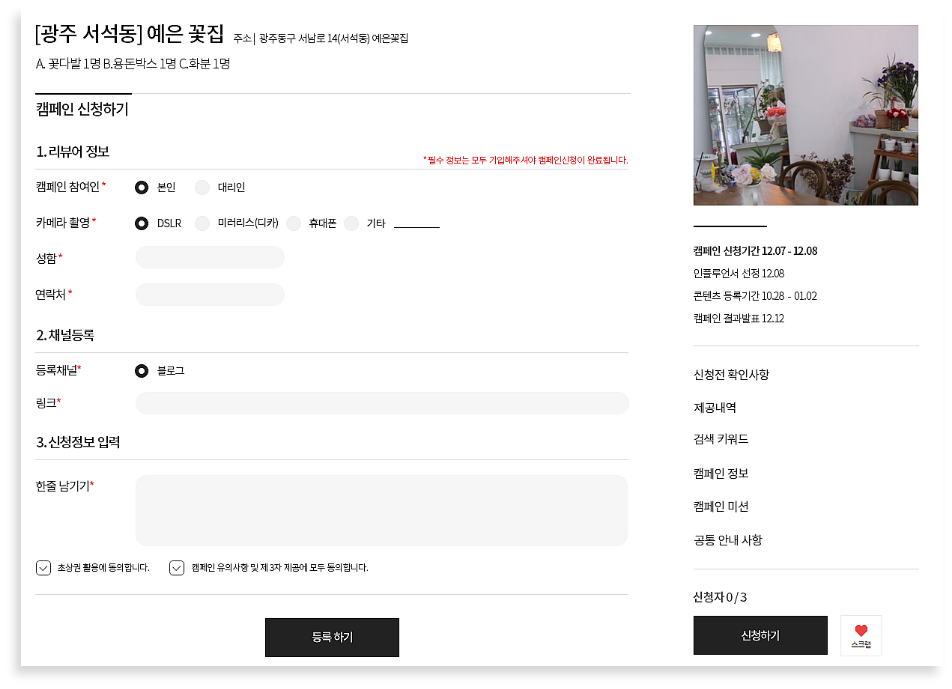 [광주 서석동] 예은 꽃집 주소 | 광주동구 서남로 14(서석동) 예은꽃집
A. 꽃다발 1명 B.용돈박스 1명 C.화분 1명
캠페인 신청하기
1. 리뷰어 정보
*필수 정보는 모두 기입해주셔야 캠페인신청이 완료됩니다.
캠페인 참여인 * 본인 대리인
카메라 촬영 * DSLR 미러리스(디카) 휴대폰 기타
성함 *
연락처 *
2. 채널등록
등록채널* 블로그
링크*
3. 신청정보 입력
한줄 남기기*
초상권 활용에 동의합니다. 캠페인 유의사항 및 제 3자 제공에 모두 동의합니다.
등록 하기
캠페인 신청기간 12.07 - 12.08
인플루언서 선정 12.08
콘텐츠 등록기간 10.28 - 01.02
캠페인 결과발표 12.12
신청전 확인사항
제공내역
검색 키워드
캠페인 정보
캠페인 미션
공통 안내 사항
신청자 0 / 3
신청하기
스크랩